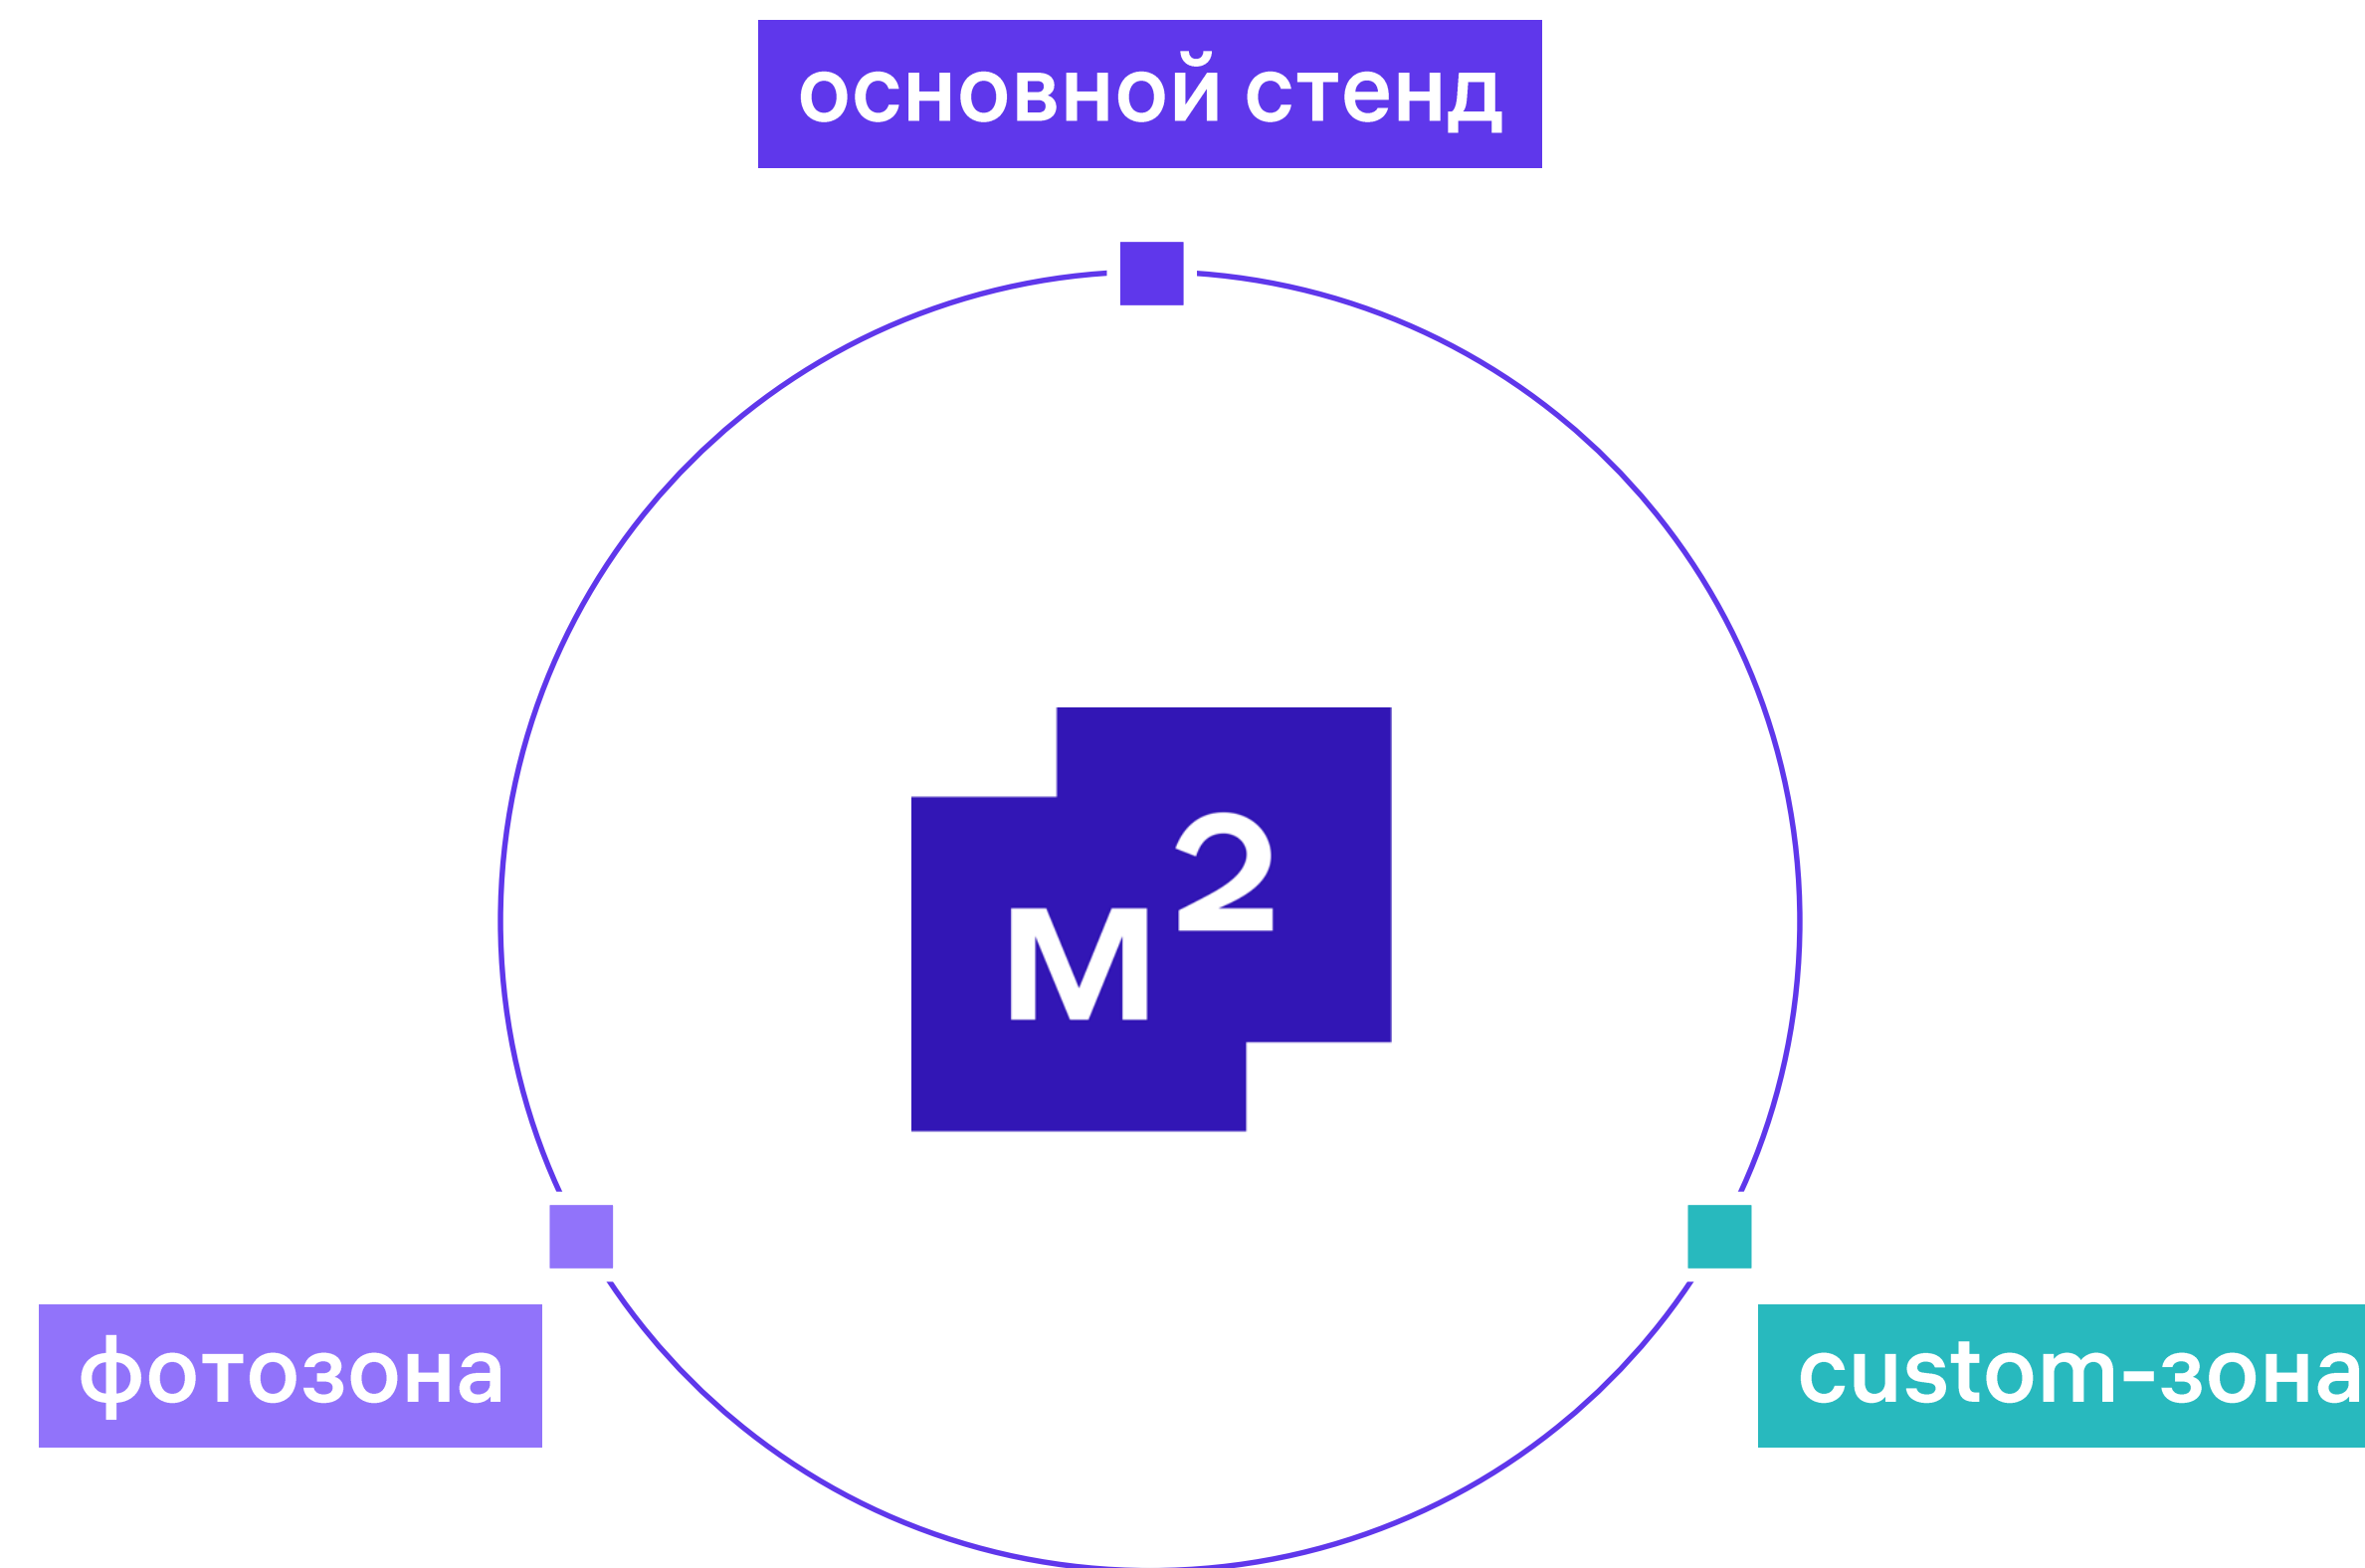 основной стенд
м²
фотозона
custom-зона